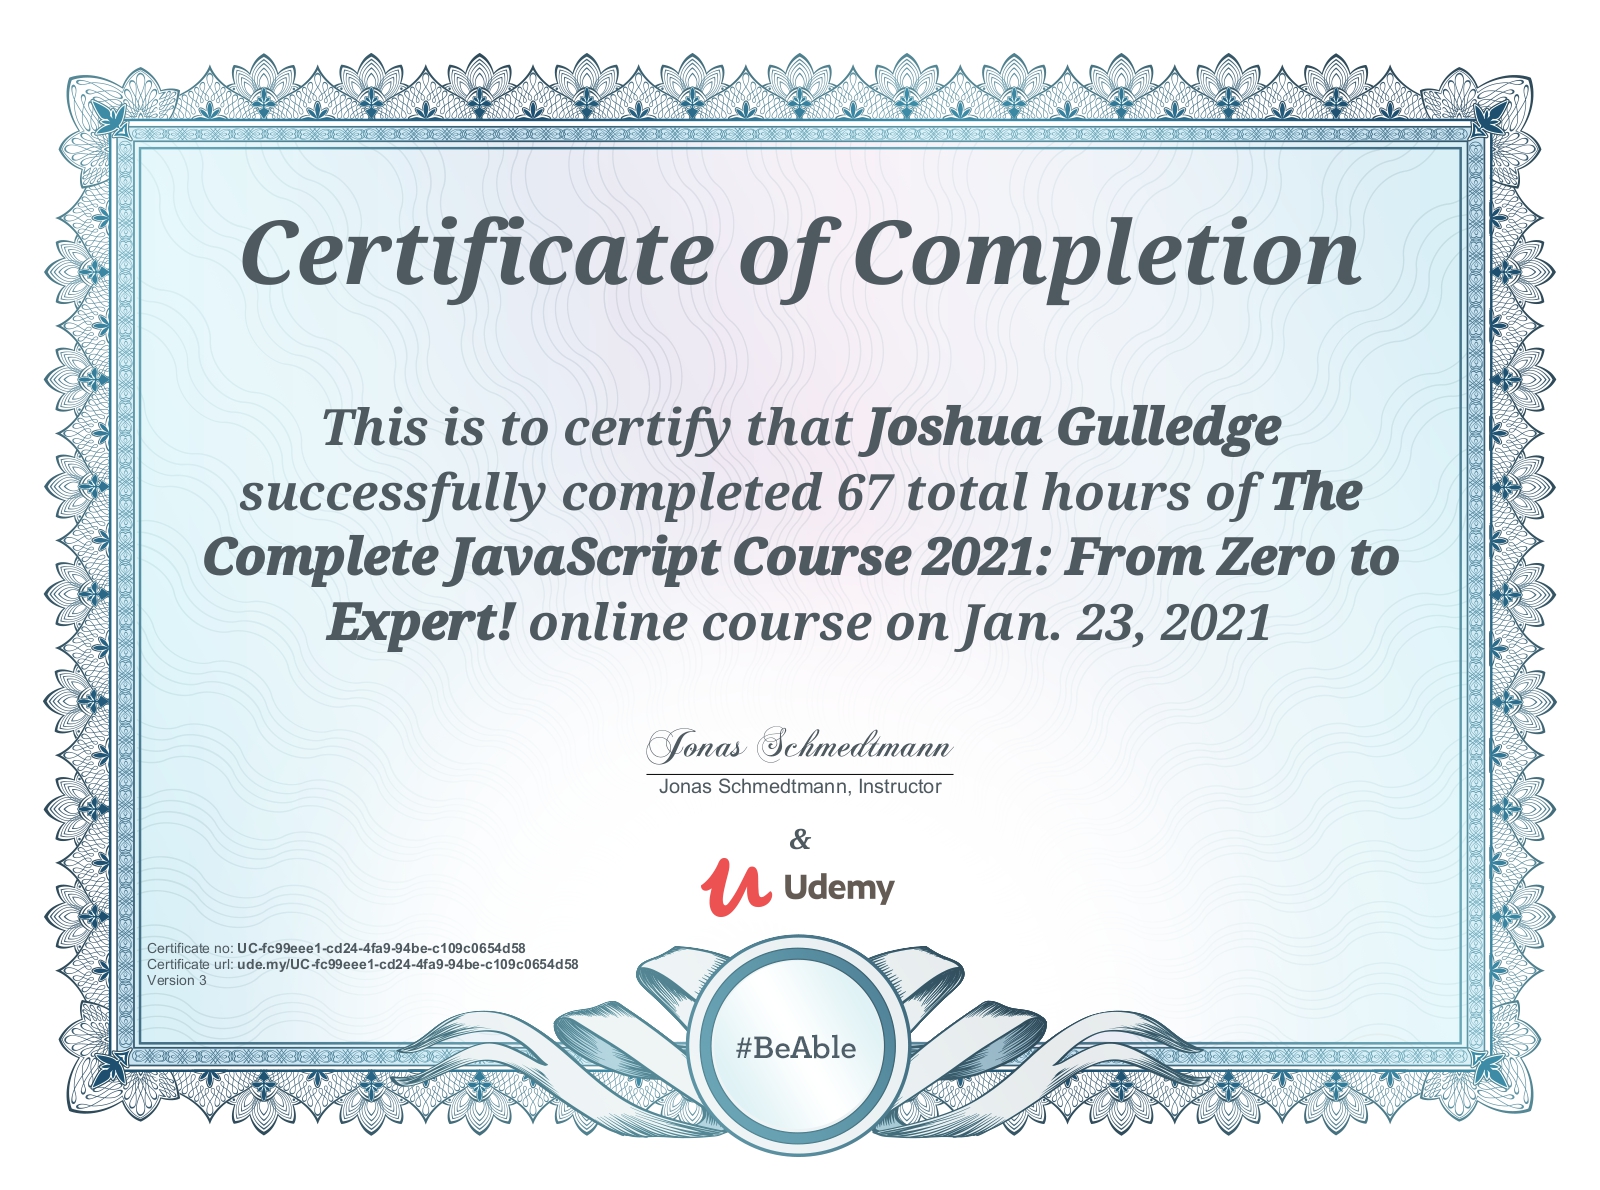 Certificate of Completion
This is to certify that Joshua Gulledge
successfully completed 67 total hours of The
Complete JavaScript Course 2021: From Zero to
Expert! online course on Jan. 23, 2021
Jonas Schmedtmann
Jonas Schmedtmann, Instructor
&
Udemy
Certificate no: UC-fc99eee1-cd24-4fa9-94be-c109c0654d58
Certificate url: ude.my/UC-fc99eee1-cd24-4fa9-94be-c109c0654d58
Version 3
#BeAble